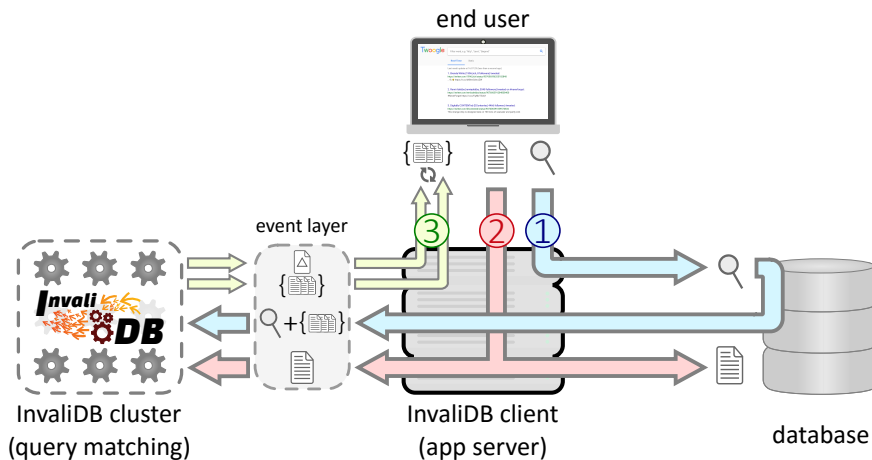 end user
Twoogle
{ }
event layer
3
2
1
{ }
Invali
DB
+{ }
InvaliDB cluster
(query matching)
InvaliDB client
(app server)
database